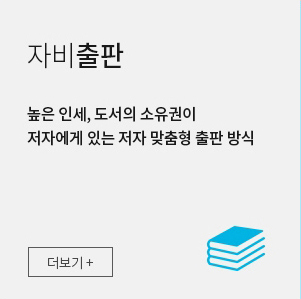 자비출판
높은 인세, 도서의 소유권이
저자에게 있는 저자 맞춤형 출판 방식
더보기 +